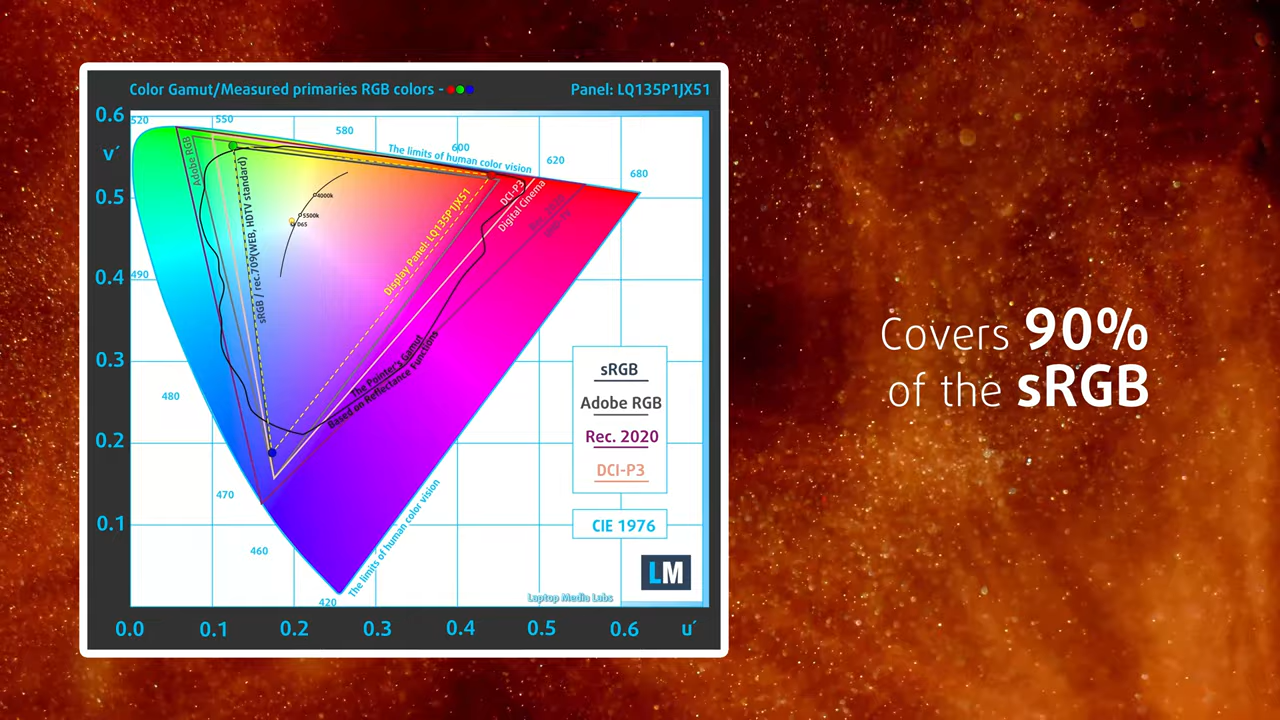 Color Gamut/Measured primaries RGB colors -
Panel: LQ135P1JX51
0.6
v´
0.5
0.4
0.3
0.2
0.1
0.0
0.1
0.2
0.3
0.4
0.5
0.6
u´
520
550
580
600
620
680
490
480
470
460
420
The limits of human color vision
Adobe RGB
sRGB / rec.709(WEB, HDTV standard)
4000k
5500k
D65
Display Panel: LQ135P1JX51
DCI-P3
Digital Cinema
Rec. 2020
The Pointer's Gamut
Based on Reflectance Functions
The limits of human color vision
sRGB
Adobe RGB
Rec. 2020
DCI-P3
CIE 1976
LM
Laptop Media Labs
Covers 90%
of the sRGB